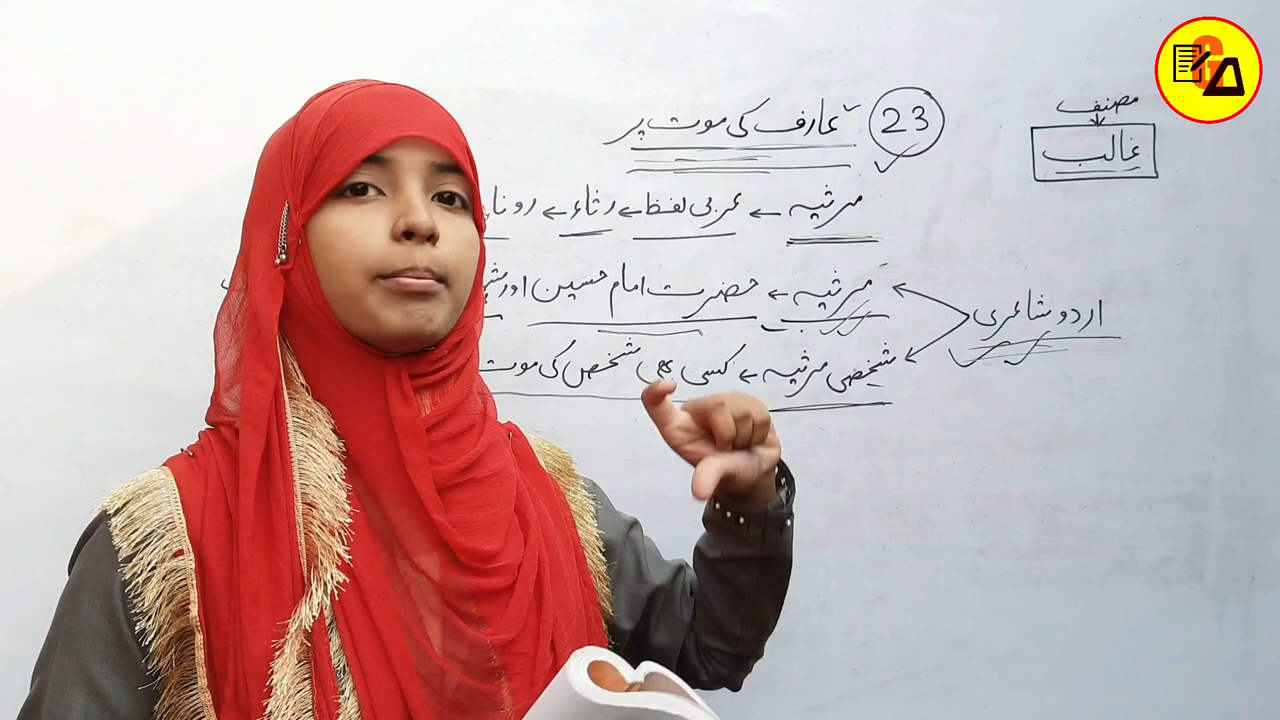 23 عارف کی موت پر
مصنف
غالب
مرثیہ ← عربی لفظ ← رثاء ← رونا
اردو شاعری
مرثیہ ← حضرت امام حسین اور
شخصی مرثیہ ← کسی بھی شخص کی موت